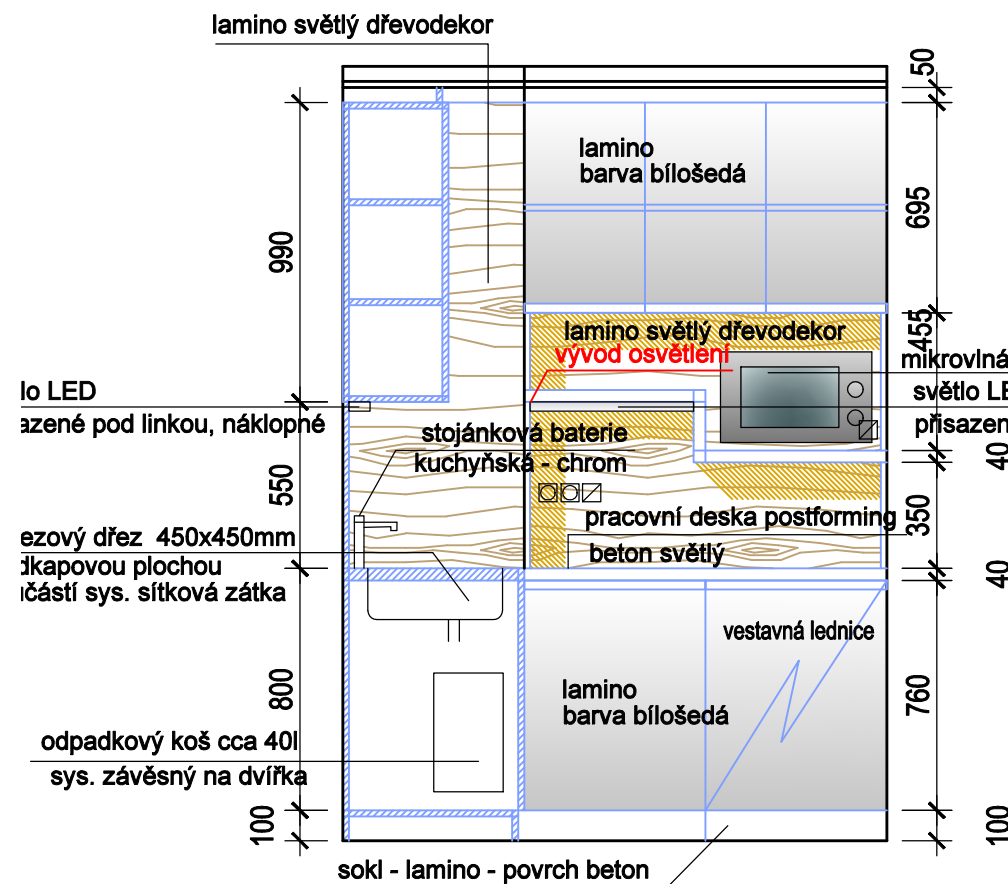 lamino světlý dřevodekor
50
lamino
barva bílošedá
695
990
lamino světlý dřevodekor
455
vývod osvětlení
mikrovlná
lo LED
světlo LE
azené pod linkou, náklopné
přisazen
stojánková baterie
kuchyňská - chrom
40
550
350
pracovní deska postforming
ezový dřez 450x450mm
beton světlý
dkapovou plochou
účástí sys. sítková zátka
40
vestavná lednice
800
760
lamino
barva bílošedá
odpadkový koš cca 40l
sys. závěsný na dvířka
100
100
sokl - lamino - povrch beton